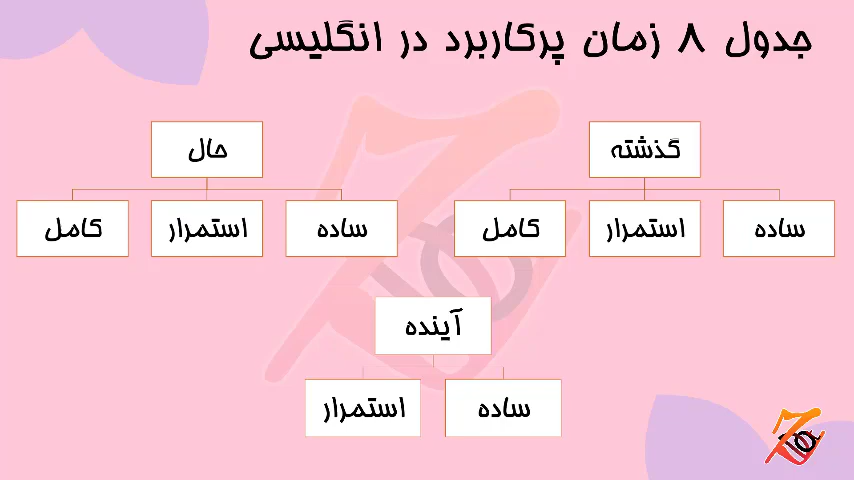 جدول ۸ زمان پرکاربرد در انگلیسی
گذشته
ساده
استمرار
کامل
حال
ساده
استمرار
کامل
آینده
ساده
استمرار